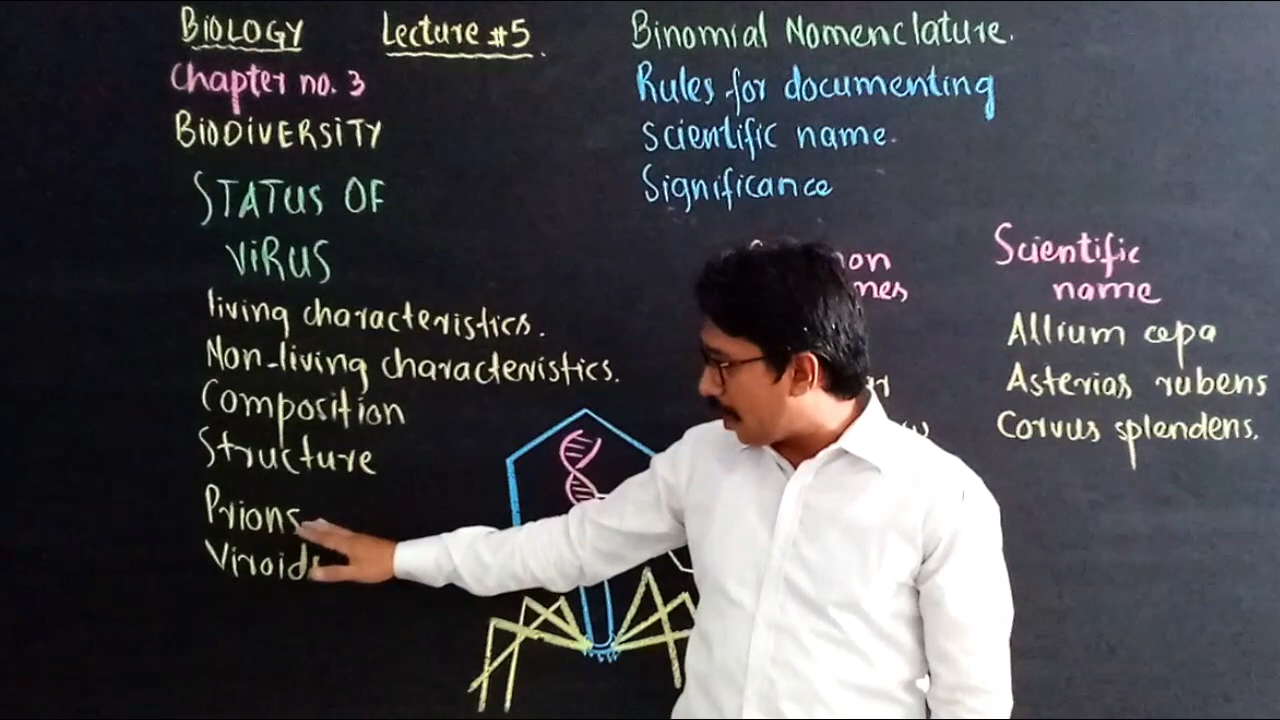 BIOLOGY Lecture #5.
Chapter no. 3
BIODIVERSITY
STATUS OF
VIRUS
living characteristics.
Non-living characteristics.
Composition
Structure
Prions
Binomial Nomenclature.
Rules for documenting
scientific name.
Significance
Scientific
name
Allium cepa
Asterias rubens
Corvus splendens.